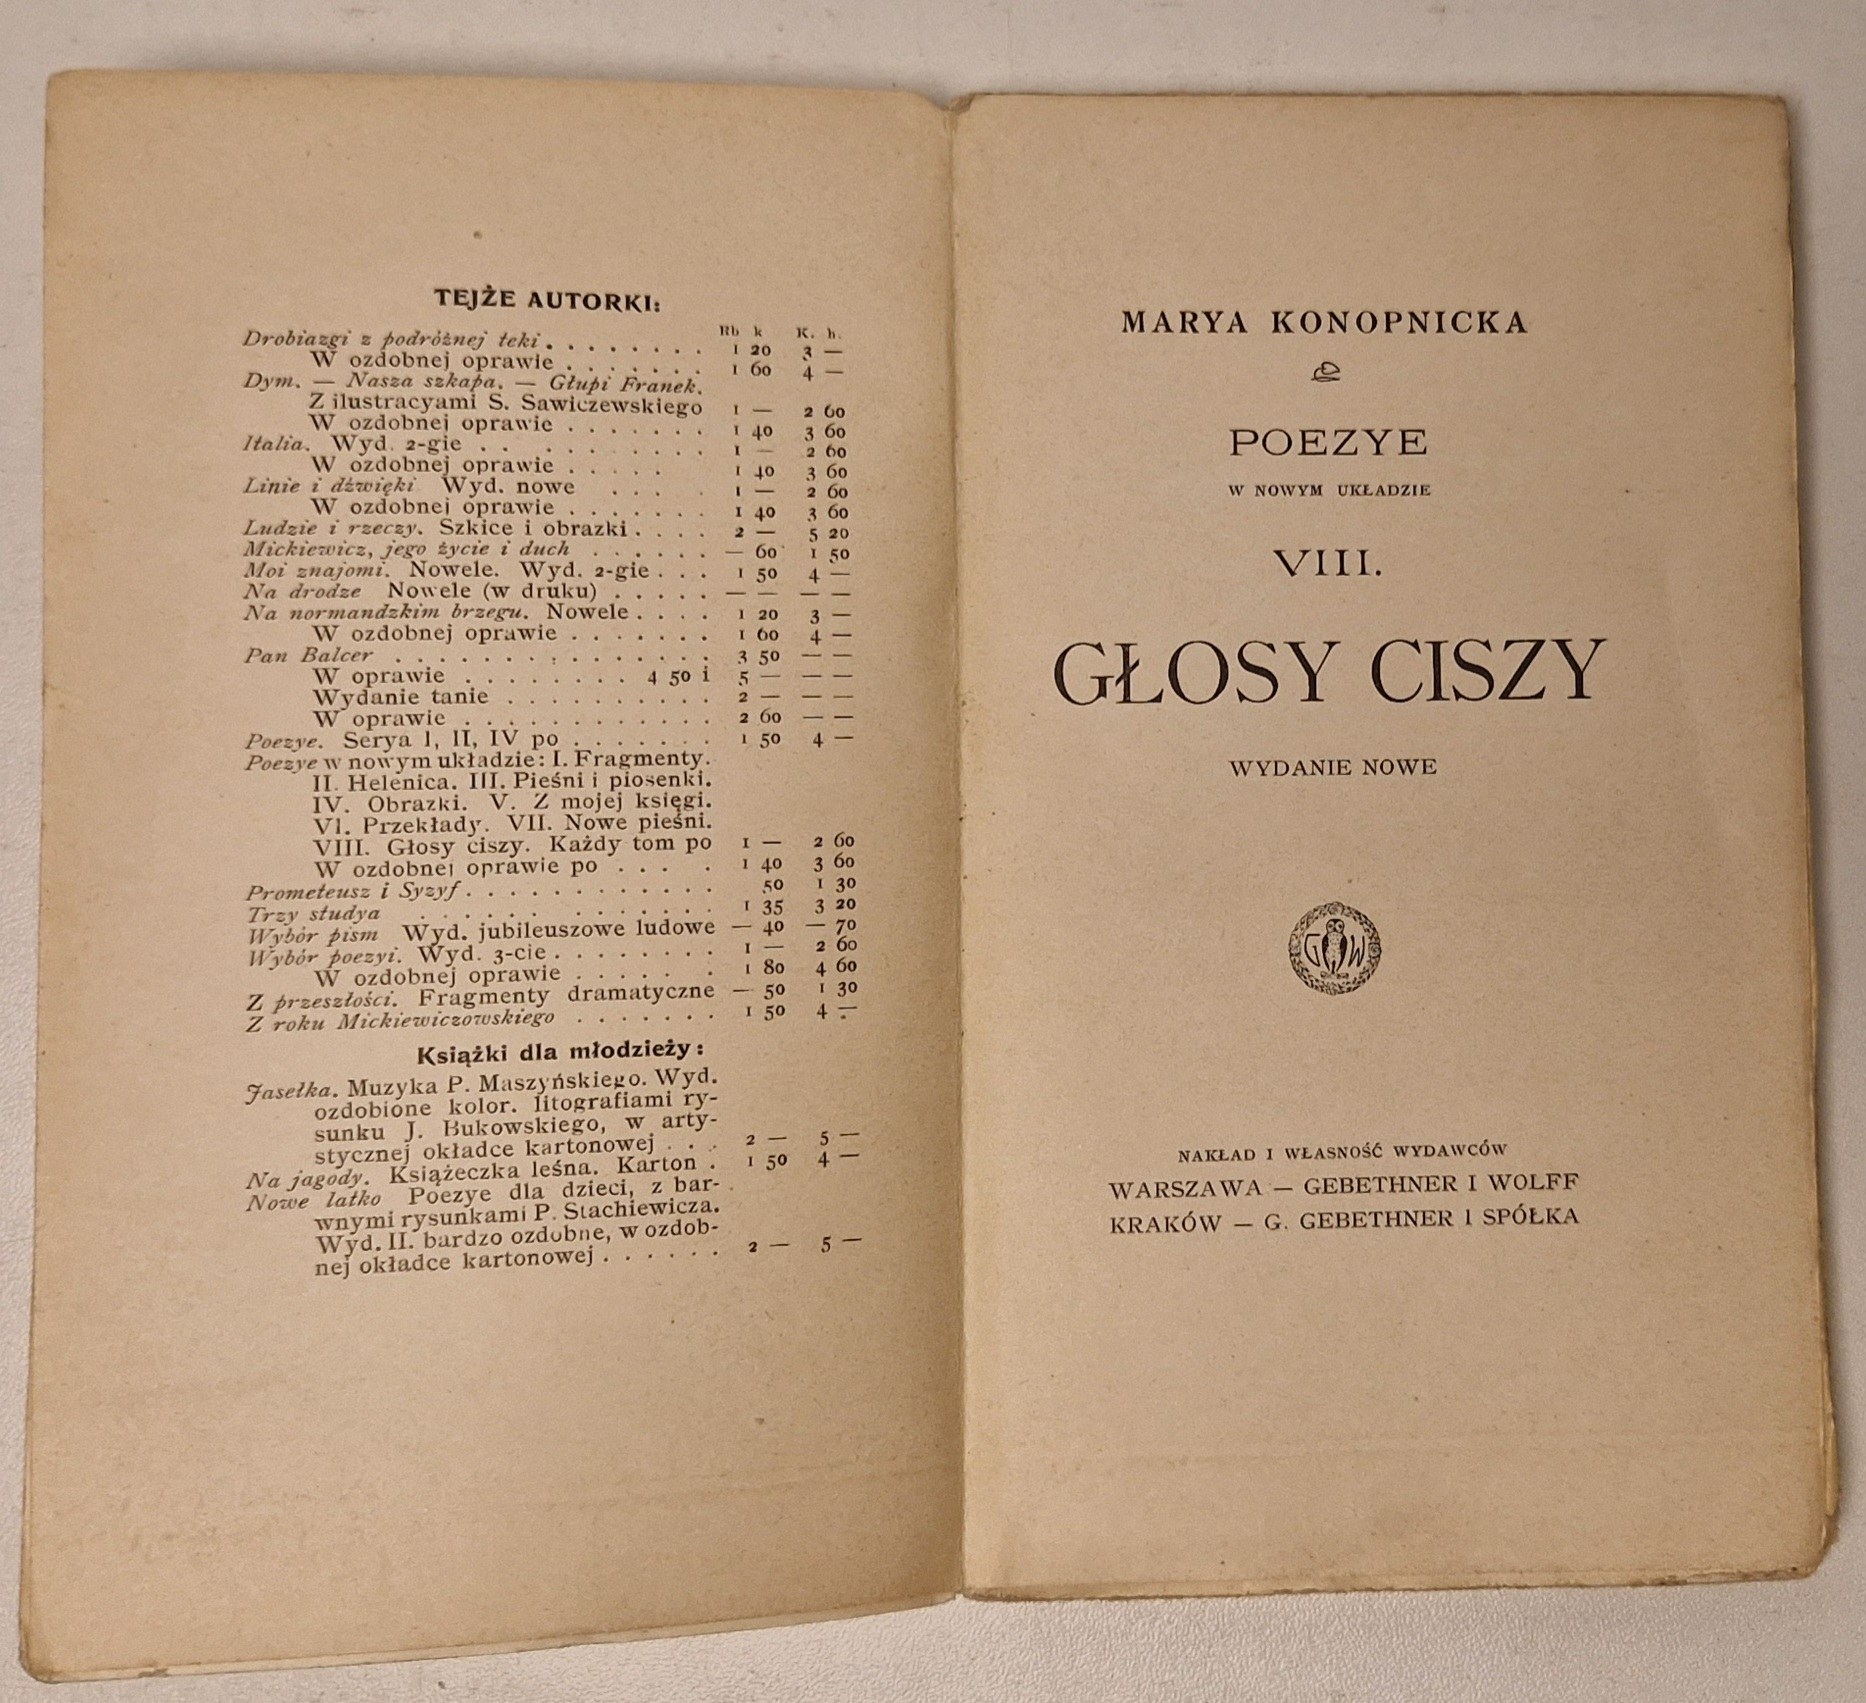 TEJŻE AUTORKI:
Rb k K. h.
Drobiazgi z podróżnej teki . . . . . . . . 1 20 3 —
W ozdobnej oprawie . . . . . . . 1 60 4 —
Dym. — Nasza szkapa. — Głupi Franek.
Z ilustracyami S. Sawiczewskiego 1 — 2 60
W ozdobnej oprawie . . . . . . . 1 40 3 60
Italia. Wyd. 2-gie . . . . . . . . . . 1 — 2 60
W ozdobnej oprawie . . . . . 1 40 3 60
Linie i dźwięki Wyd. nowe . . . . 1 — 2 60
W ozdobnej oprawie . . . . . . . 1 40 3 60
Ludzie i rzeczy. Szkice i obrazki . . . . 2 — 5 20
Mickiewicz, jego życie i duch . . . . . . — 60 1 50
Moi znajomi. Nowele. Wyd. 2-gie . . . 1 50 4 —
Na drodze Nowele (w druku) . . . . . — — — —
Na normandzkim brzegu. Nowele . . . . 1 20 3 —
W ozdobnej oprawie . . . . . . . 1 60 4 —
Pan Balcer . . . . . . . . . . . . . . . 3 50 — —
W oprawie . . . . . . . . 4 50 i 5 — — —
Wydanie tanie . . . . . . . . . . 2 — — —
W oprawie . . . . . . . . . . . . 2 60 — —
Poezye. Serya I, II, IV po . . . . . . . 1 50 4 —
Poezye w nowym układzie: I. Fragmenty.
II. Helenica. III. Pieśni i piosenki.
IV. Obrazki. V. Z mojej księgi.
VI. Przekłady. VII. Nowe pieśni.
VIII. Głosy ciszy. Każdy tom po 1 — 2 60
W ozdobnej oprawie po . . . . 1 40 3 60
Prometeusz i Syzyf . . . . . . . . . . . . 50 1 30
Trzy studya . . . . . . . . . . . . . 1 35 3 20
Wybór pism Wyd. jubileuszowe ludowe — 40 — 70
Wybór poezyi. Wyd. 3-cie . . . . . . . . 1 — 2 60
W ozdobnej oprawie . . . . . . 1 80 4 60
Z przeszłości. Fragmenty dramatyczne — 50 1 30
Z roku Mickiewiczowskiego . . . . . . . 1 50 4 —
Książki dla młodzieży:
Jasełka. Muzyka P. Maszyńskiego. Wyd.
ozdobione kolor. litografiami ry-
sunku J. Bukowskiego, w arty-
stycznej okładce kartonowej . . . 2 — 5 —
Na jagody. Książeczka leśna. Karton . 1 50 4 —
Nowe latko Poezye dla dzieci, z bar-
wnymi rysunkami P. Stachiewicza.
Wyd. II. bardzo ozdobne, w ozdob-
nej okładce kartonowej . . . . . . 2 — 5 —
MARYA KONOPNICKA
POEZYE
W NOWYM UKŁADZIE
VIII.
GŁOSY CISZY
WYDANIE NOWE
G W
NAKŁAD I WŁASNOŚĆ WYDAWCÓW
WARSZAWA — GEBETHNER I WOLFF
KRAKÓW — G. GEBETHNER I SPÓŁKA